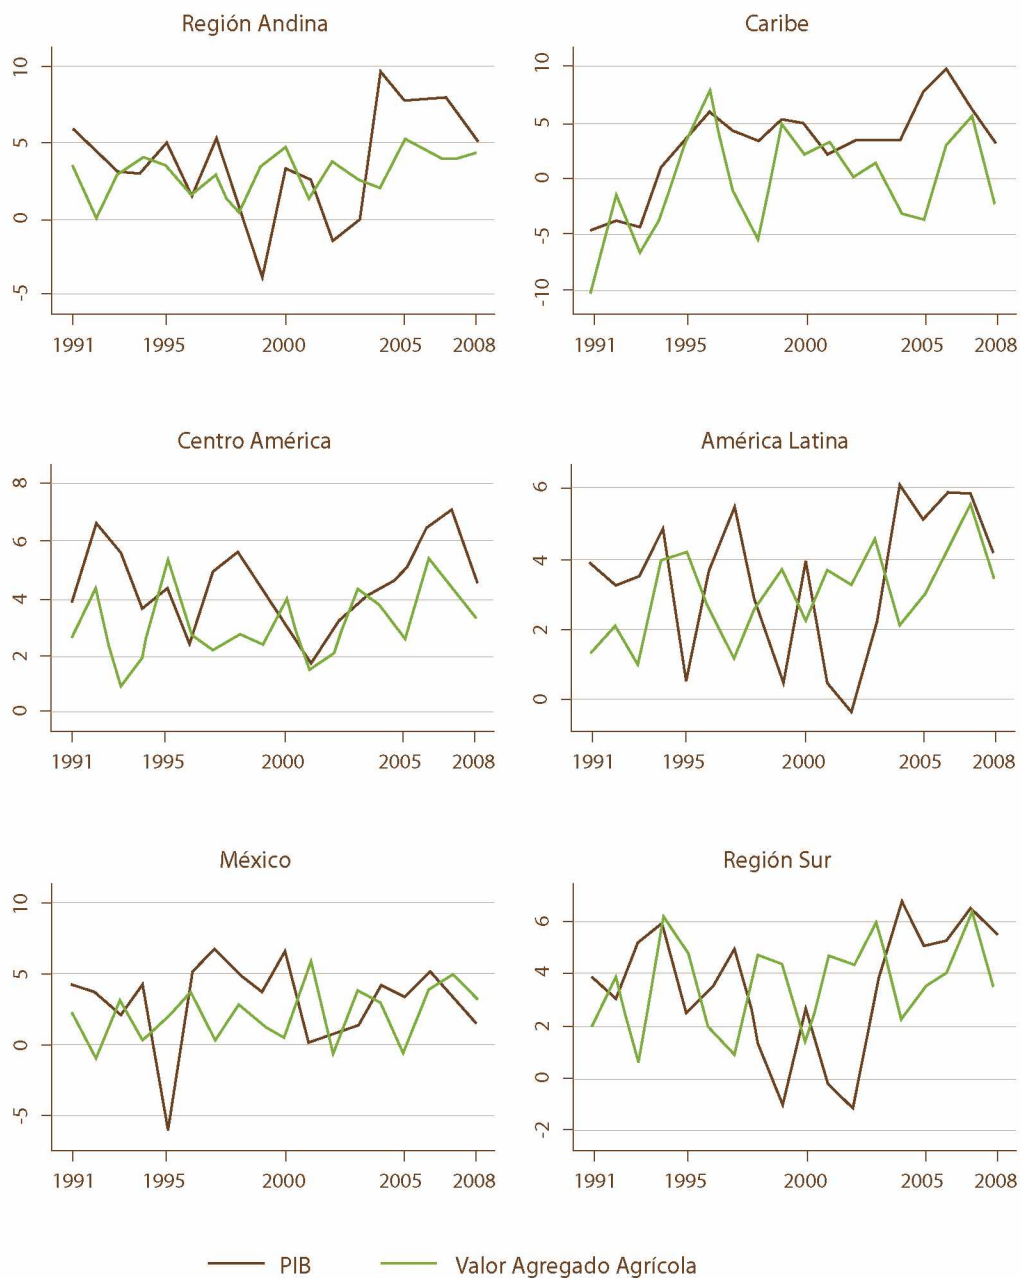 Región Andina
10
5
0
-5
1991 1995 2000 2005 2008
Caribe
10
5
0
-5
-10
1991 1995 2000 2005 2008
Centro América
8
6
4
2
0
1991 1995 2000 2005 2008
América Latina
6
4
2
0
1991 1995 2000 2005 2008
México
10
5
0
-5
1991 1995 2000 2005 2008
Región Sur
6
4
2
0
-2
1991 1995 2000 2005 2008
PIB Valor Agregado Agrícola